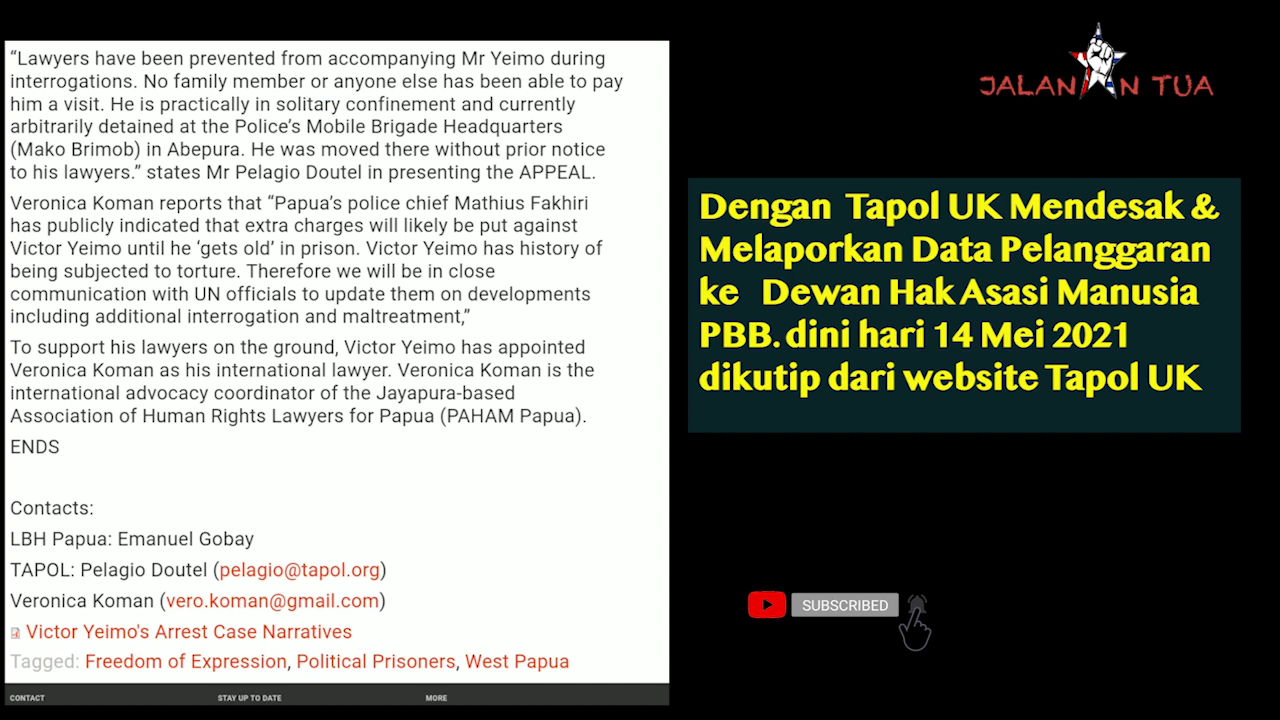 “Lawyers have been prevented from accompanying Mr Yeimo during
interrogations. No family member or anyone else has been able to pay
him a visit. He is practically in solitary confinement and currently
arbitrarily detained at the Police’s Mobile Brigade Headquarters
(Mako Brimob) in Abepura. He was moved there without prior notice
to his lawyers.” states Mr Pelagio Doutel in presenting the APPEAL.
Veronica Koman reports that “Papua’s police chief Mathius Fakhiri
has publicly indicated that extra charges will likely be put against
Victor Yeimo until he ‘gets old’ in prison. Victor Yeimo has history of
being subjected to torture. Therefore we will be in close
communication with UN officials to update them on developments
including additional interrogation and maltreatment,”
To support his lawyers on the ground, Victor Yeimo has appointed
Veronica Koman as his international lawyer. Veronica Koman is the
international advocacy coordinator of the Jayapura-based
Association of Human Rights Lawyers for Papua (PAHAM Papua).
ENDS
Contacts:
LBH Papua: Emanuel Gobay
TAPOL: Pelagio Doutel (pelagio@tapol.org)
Veronica Koman (vero.koman@gmail.com)
Victor Yeimo's Arrest Case Narratives
Tagged: Freedom of Expression, Political Prisoners, West Papua
CONTACT STAY UP TO DATE MORE
JALANAN TUA
Dengan Tapol UK Mendesak &
Melaporkan Data Pelanggaran
ke Dewan Hak Asasi Manusia
PBB. dini hari 14 Mei 2021
dikutip dari website Tapol UK
SUBSCRIBED